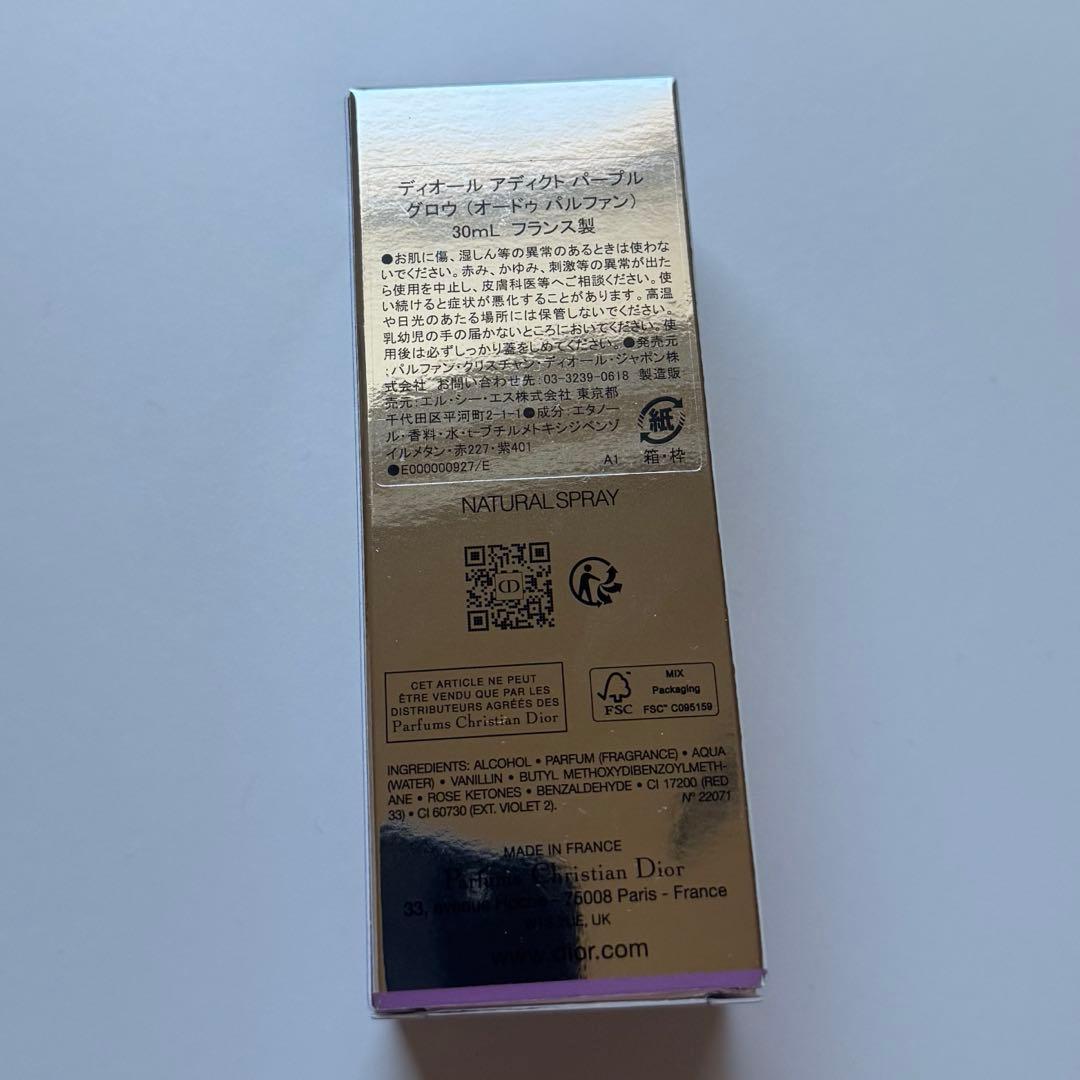 ディオール アディクト パープル
グロウ (オードゥ パルファン)
30mL フランス製
●お肌に傷、湿しん等の異常のあるときは使わな
いでください。赤み、かゆみ、刺激等の異常が出た
ら使用を中止し、皮膚科医等へご相談ください。使
い続けると症状が悪化することがあります。高温
や日光のあたる場所には保管しないでください。
乳幼児の手の届かないところにおいてください。使
用後は必ずしっかり蓋をしめてください。●発売元
:パルファン・クリスチャン・ディオール・ジャポン株
式会社 お問い合わせ先:03-3239-0618 製造販
売元:エル・シー・エス株式会社 東京都
千代田区平河町2-1-1●成分:エタノー
ル・香料・水・t-ブチルメトキシジベンゾ
イルメタン・赤227・紫401
●E000000927/E
A1
紙
箱・枠
NATURAL SPRAY
CD
CET ARTICLE NE PEUT
ÊTRE VENDU QUE PAR LES
DISTRIBUTEURS AGRÉÉS DES
Parfums Christian Dior
FSC
MIX
Packaging
FSC™ C095159
INGREDIENTS: ALCOHOL • PARFUM (FRAGRANCE) • AQUA
(WATER) • VANILLIN • BUTYL METHOXYDIBENZOYLMETH-
ANE • ROSE KETONES • BENZALDEHYDE • CI 17200 (RED
33) • CI 60730 (EXT. VIOLET 2).
N° 22071
MADE IN FRANCE
Parfums Christian Dior
33, avenue Hoche - 75008 Paris - France
UK
www.dior.com